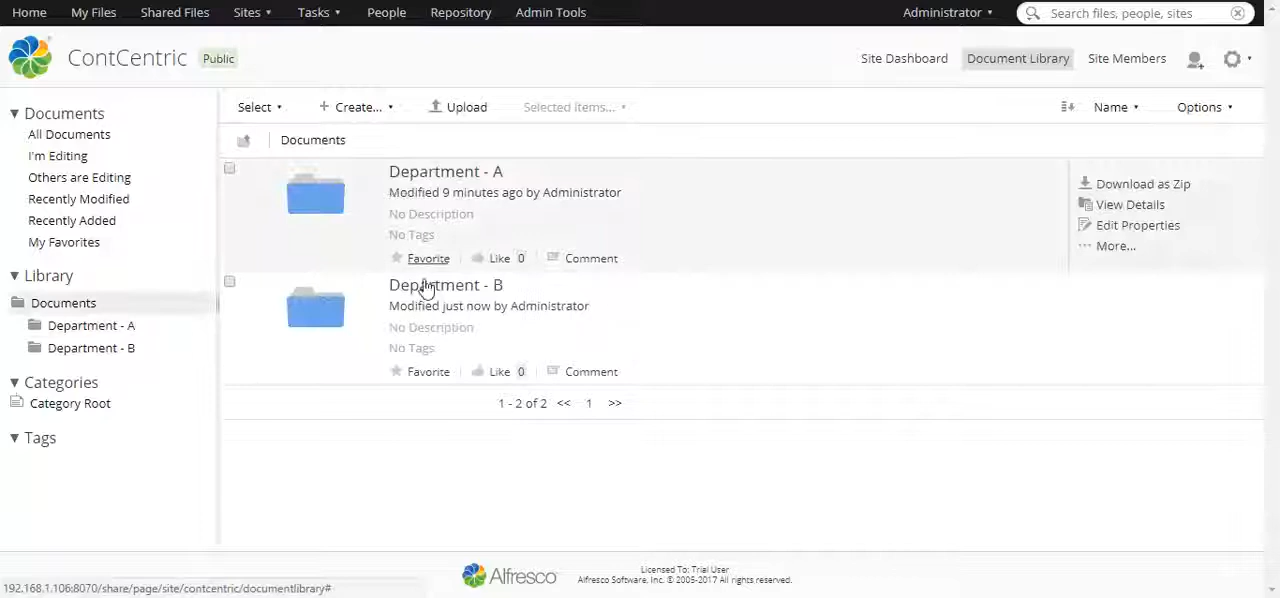 Home My Files Shared Files Sites Tasks People Repository Admin Tools Administrator Search files, people, sites
ContCentric Public Site Dashboard Document Library Site Members
Documents
All Documents
I'm Editing
Others are Editing
Recently Modified
Recently Added
My Favorites
Library
Documents
Department - A
Department - B
Categories
Category Root
Tags
Select + Create... Upload Selected Items... Name Options
Documents
Department - A
Modified 9 minutes ago by Administrator
No Description
No Tags
Favorite Like 0 Comment
Download as Zip
View Details
Edit Properties
More...
Department - B
Modified just now by Administrator
No Description
No Tags
Favorite Like 0 Comment
1 - 2 of 2 << 1 >>
Alfresco
Licensed To: Trial User
Alfresco Software, Inc. © 2005-2017 All rights reserved.
192.168.1.106:8070/share/page/site/contcentric/documentlibrary#